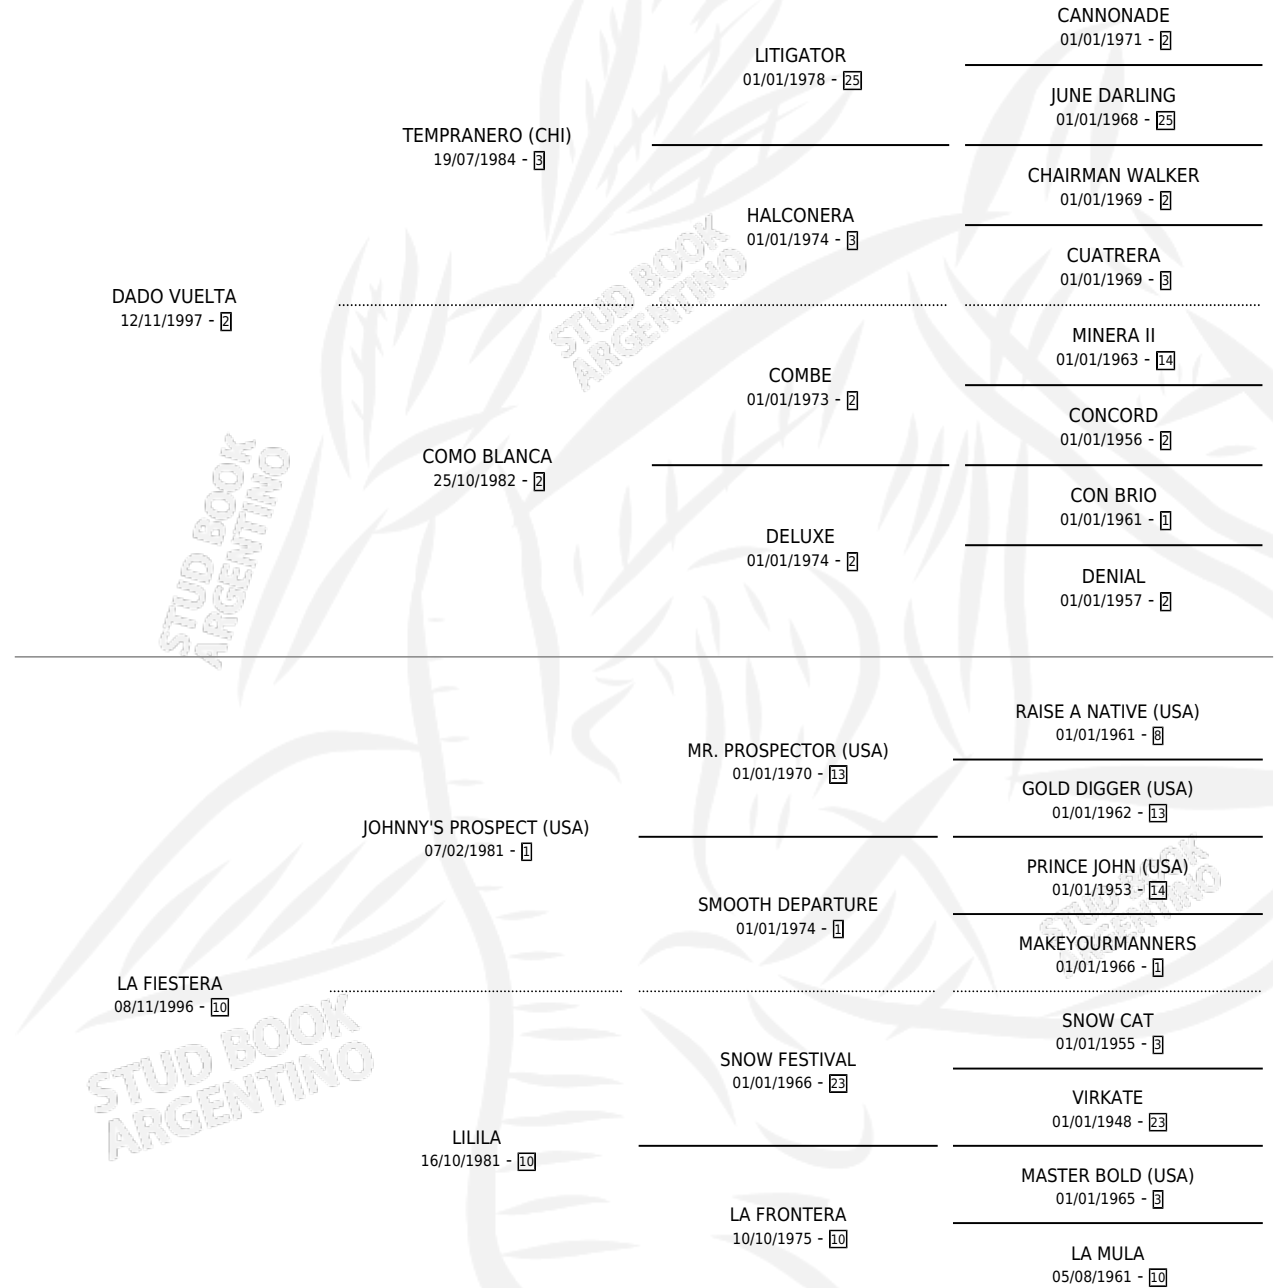 CANNONADE
01/01/1971 - 2
LITIGATOR
01/01/1978 - 25
JUNE DARLING
01/01/1968 - 25
TEMPRANERO (CHI)
19/07/1984 - 3
CHAIRMAN WALKER
01/01/1969 - 2
HALCONERA
01/01/1974 - 3
CUATRERA
01/01/1969 - 3
DADO VUELTA
12/11/1997 - 2
MINERA II
01/01/1963 - 14
COMBE
01/01/1973 - 2
CONCORD
01/01/1956 - 2
COMO BLANCA
25/10/1982 - 2
CON BRIO
01/01/1961 - 1
DELUXE
01/01/1974 - 2
DENIAL
01/01/1957 - 2
STUD BOOK
ARGENTINO
STUD BOOK
ARGENTINO
RAISE A NATIVE (USA)
01/01/1961 - 8
MR. PROSPECTOR (USA)
01/01/1970 - 13
GOLD DIGGER (USA)
01/01/1962 - 13
JOHNNY'S PROSPECT (USA)
07/02/1981 - 1
PRINCE JOHN (USA)
01/01/1953 - 14
SMOOTH DEPARTURE
01/01/1974 - 1
MAKEYOURMANNERS
01/01/1966 - 1
STUD BOOK
ARGENTINO
LA FIESTERA
08/11/1996 - 10
SNOW CAT
01/01/1955 - 3
SNOW FESTIVAL
01/01/1966 - 23
VIRKATE
01/01/1948 - 23
STUD BOOK
ARGENTINO
LILILA
16/10/1981 - 10
MASTER BOLD (USA)
01/01/1965 - 3
LA FRONTERA
10/10/1975 - 10
LA MULA
05/08/1961 - 10